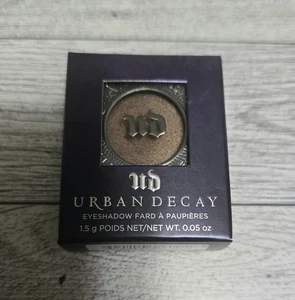 ud
ud
URBAN DECAY
EYESHADOW FARD À PAUPIÈRES
1.5 g POIDS NET/NET WT. 0.05 oz